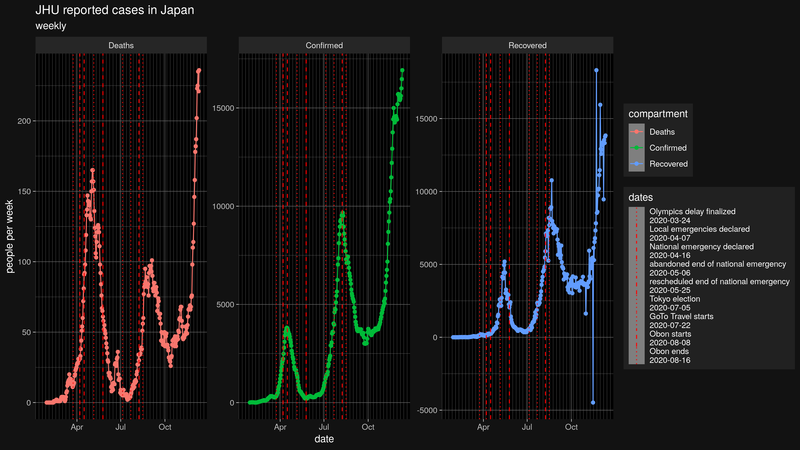 JHU reported cases in Japan
weekly
Deaths
Confirmed
Recovered
people per week
200
150
100
50
0
15000
10000
5000
0
15000
10000
5000
0
-5000
Apr
Jul
Oct
Apr
Jul
Oct
Apr
Jul
Oct
date
compartment
Deaths
Confirmed
Recovered
dates
Olympics delay finalized
2020-03-24
Local emergencies declared
2020-04-07
National emergency declared
2020-04-16
abandoned end of national emergency
2020-05-06
rescheduled end of national emergency
2020-05-25
Tokyo election
2020-07-05
GoTo Travel starts
2020-07-22
Obon starts
2020-08-08
Obon ends
2020-08-16